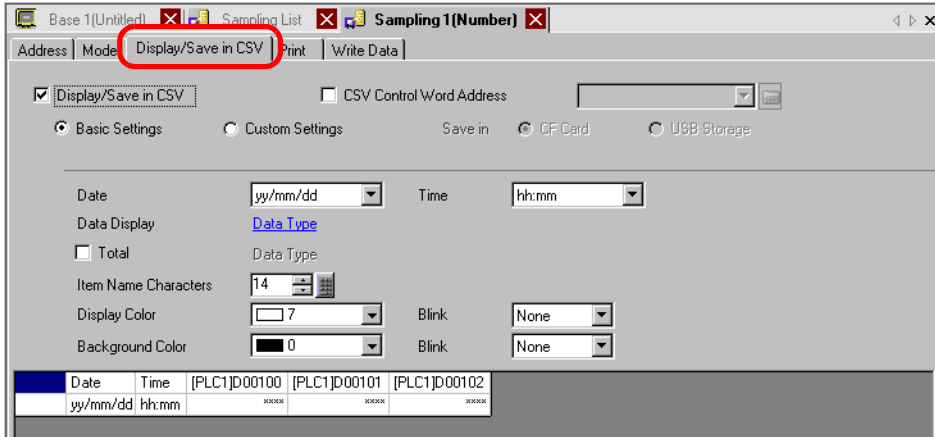 Base 1(Untitled) Sampling List Sampling 1(Number)
Address Mode Display/Save in CSV Print Write Data
Display/Save in CSV CSV Control Word Address
Basic Settings Custom Settings Save in CF Card USB Storage
Date yy/mm/dd Time hh:mm
Data Display Data Type
Total Data Type
Item Name Characters 14
Display Color 7 Blink None
Background Color 0 Blink None
Date Time [PLC1]D00100 [PLC1]D00101 [PLC1]D00102
yy/mm/dd hh:mm **** **** ****